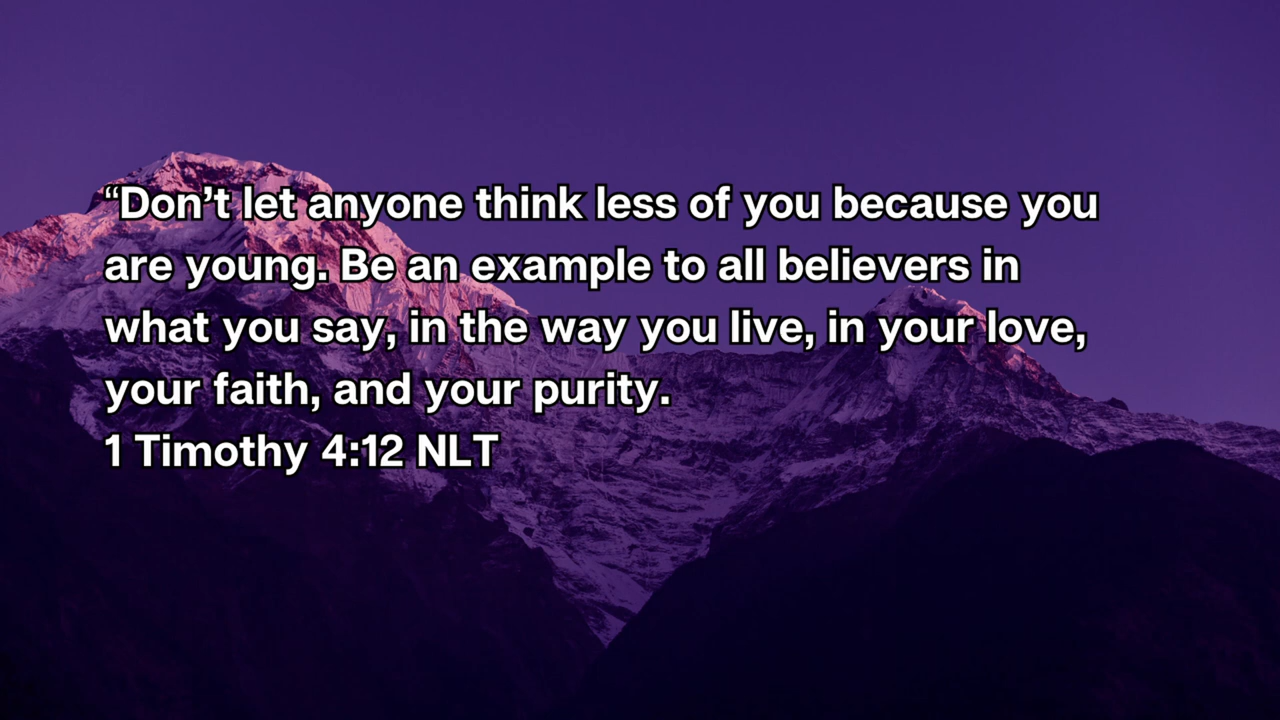 “Don’t let anyone think less of you because you
are young. Be an example to all believers in
what you say, in the way you live, in your love,
your faith, and your purity.
1 Timothy 4:12 NLT